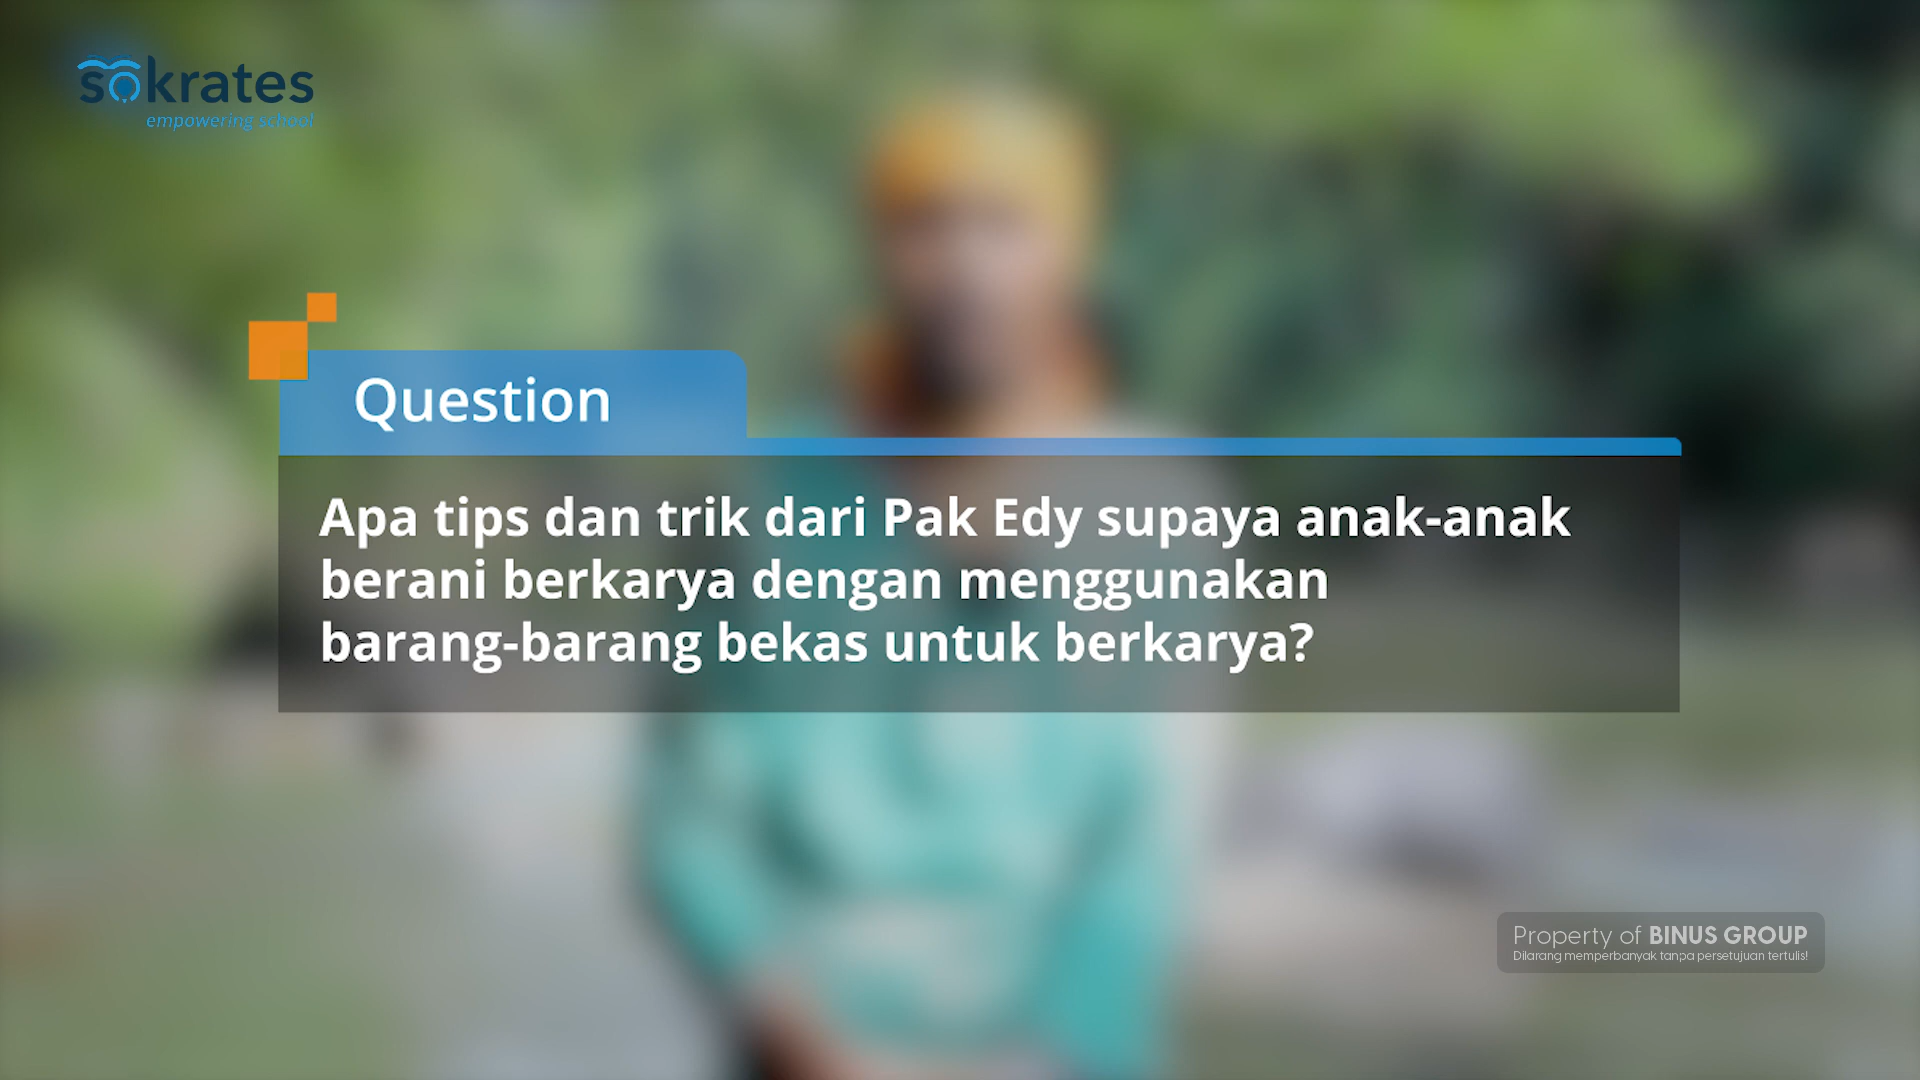 sokrates
empowering school
Question
Apa tips dan trik dari Pak Edy supaya anak-anak
berani berkarya dengan menggunakan
barang-barang bekas untuk berkarya?
Property of BINUS GROUP
Dilarang memperbanyak tanpa persetujuan tertulis!